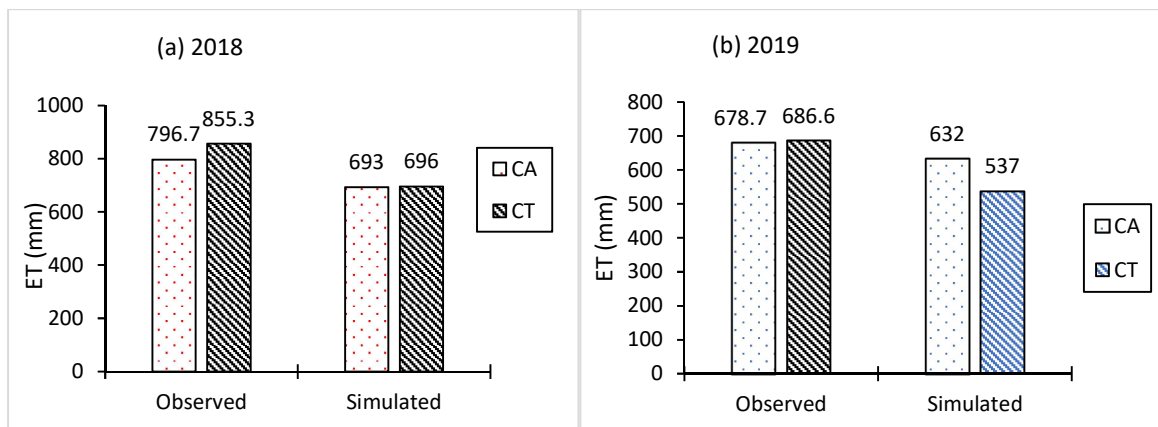 (a) 2018
ET (mm)
1000
800
600
400
200
0
796.7
855.3
693
696
Observed
Simulated
CA
CT
(b) 2019
ET (mm)
800
700
600
500
400
300
200
100
0
678.7
686.6
632
537
Observed
Simulated
CA
CT